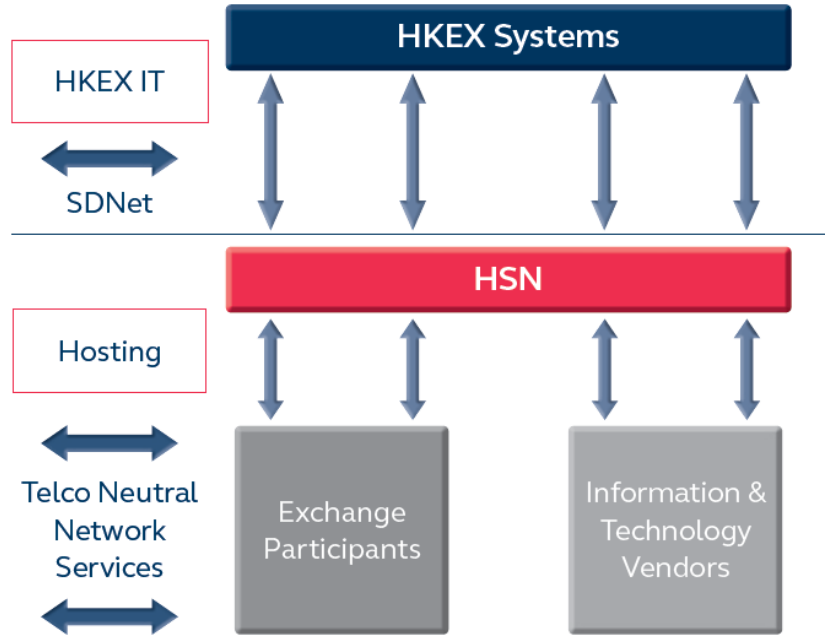 HKEX Systems
HKEX IT
SDNet
HSN
Hosting
Telco Neutral
Network
Services
Exchange
Participants
Information &
Technology
Vendors